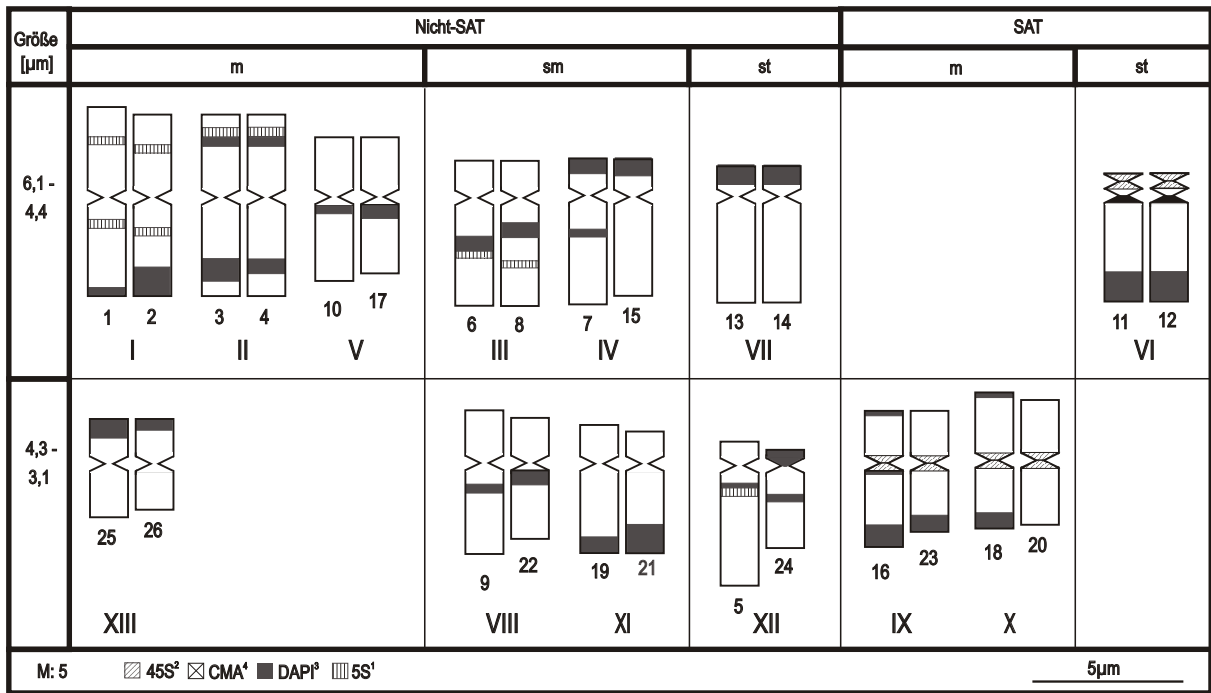 Größe
[µm]
Nicht-SAT
SAT
m
sm
st
m
st
6,1 -
4,4
1 2 3 4 10 17 6 8 7 15 13 14 11 12
I II V III IV VII VI
4,3 -
3,1
25 26 9 22 19 21 5 24 16 23 18 20
XIII VIII XI XII IX X
M: 5 45S² CMA⁴ DAPI³ 5S¹ 5µm